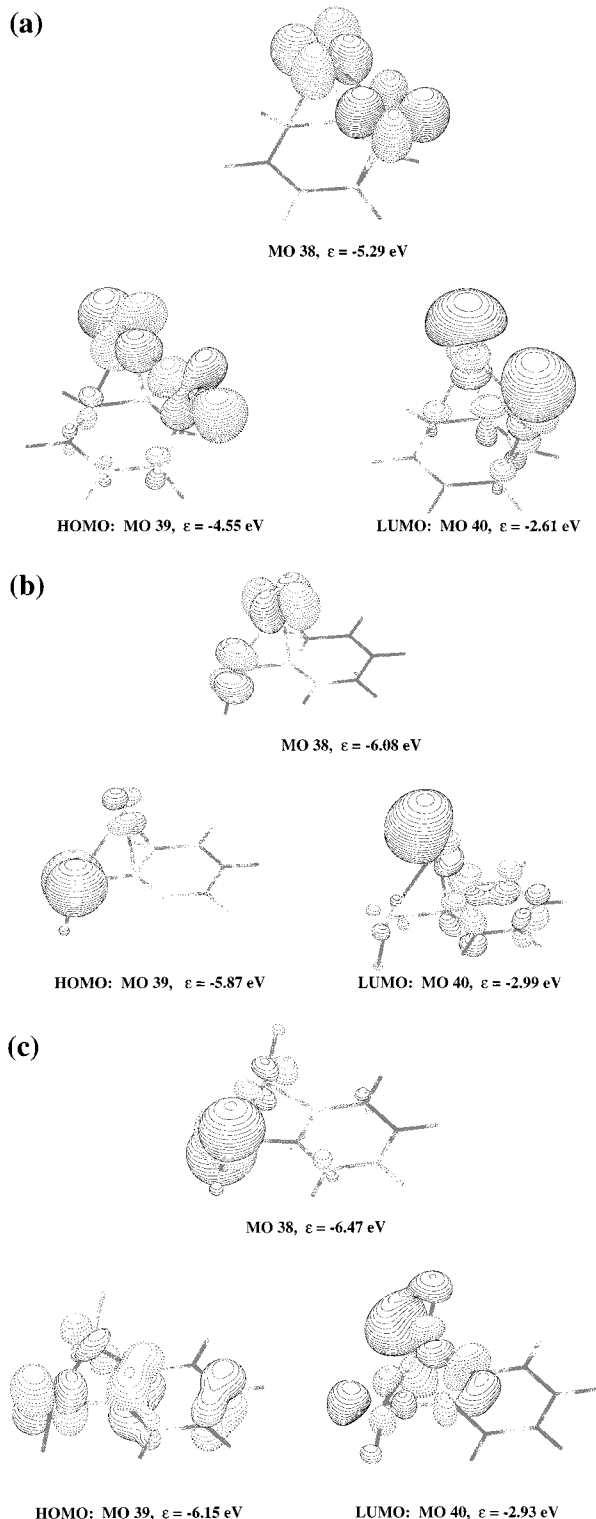 (a)
MO 38, ε = -5.29 eV
HOMO: MO 39, ε = -4.55 eV
LUMO: MO 40, ε = -2.61 eV
(b)
MO 38, ε = -6.08 eV
HOMO: MO 39, ε = -5.87 eV
LUMO: MO 40, ε = -2.99 eV
(c)
MO 38, ε = -6.47 eV
HOMO: MO 39, ε = -6.15 eV
LUMO: MO 40, ε = -2.93 eV